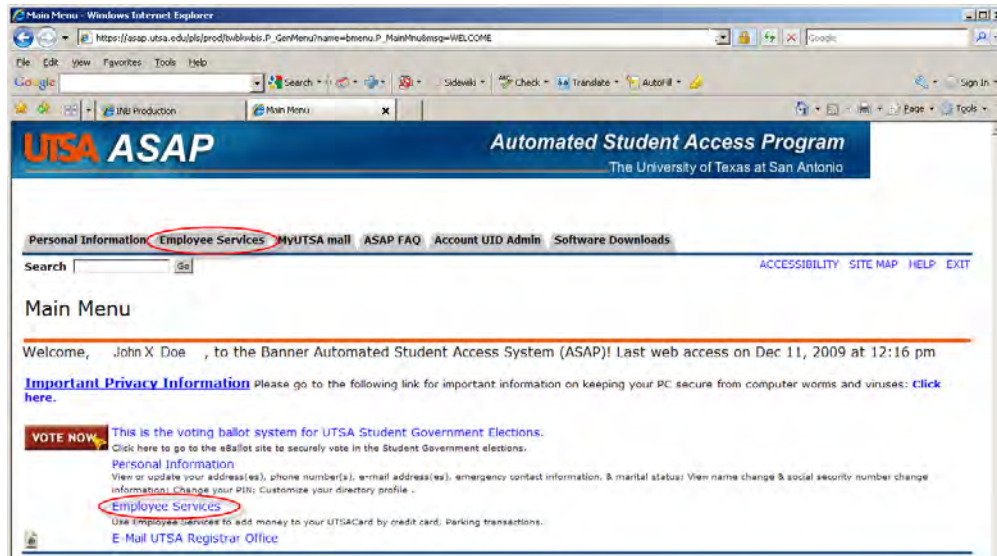 Main Menu - Windows Internet Explorer
https://asap.utsa.edu/pls/prod/twbkwbis.P_GenMenu?name=bmenu.P_MainMnu&msg=WELCOME
Google
File Edit View Favorites Tools Help
Google Search Sidewiki Check Translate AutoFill Sign In
INB Production Main Menu Page Tools
UTSA ASAP
Automated Student Access Program
The University of Texas at San Antonio
Personal Information Employee Services MyUTSA mail ASAP FAQ Account UID Admin Software Downloads
Search Go ACCESSIBILITY SITE MAP HELP EXIT
Main Menu
Welcome, John X Doe , to the Banner Automated Student Access System (ASAP)! Last web access on Dec 11, 2009 at 12:16 pm
Important Privacy Information Please go to the following link for important information on keeping your PC secure from computer worms and viruses: Click
here.
VOTE NOW This is the voting ballot system for UTSA Student Government Elections.
Click here to go to the eBallot site to securely vote in the Student Government elections.
Personal Information
View or update your address(es), phone number(s), e-mail address(es), emergency contact information, & marital status; View name change & social security number change
information; Change your PIN; Customize your directory profile .
Employee Services
Use Employee Services to add money to your UTSACard by credit card, Parking transactions.
E-Mail UTSA Registrar Office